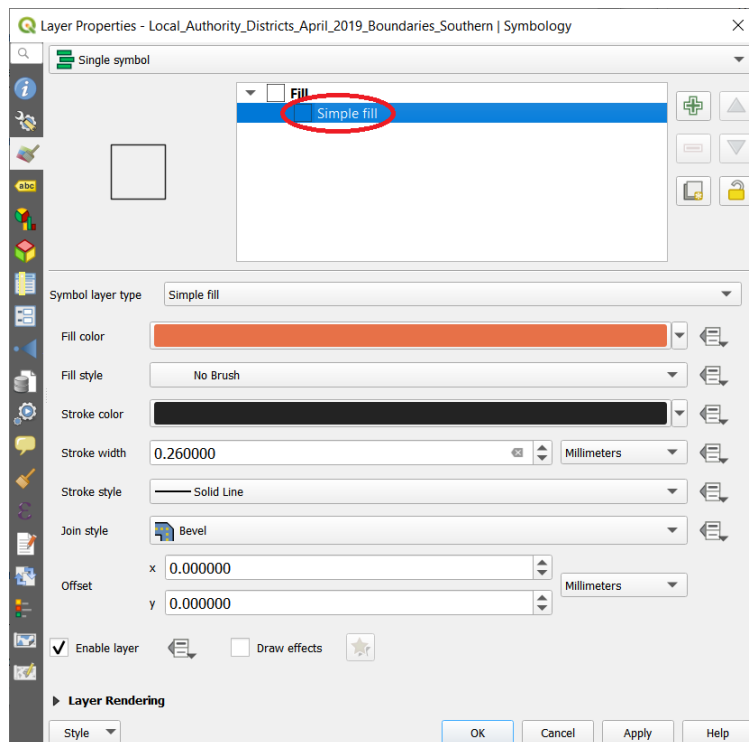 Layer Properties - Local_Authority_Districts_April_2019_Boundaries_Southern | Symbology
Single symbol
Fill
Simple fill
abc
Symbol layer type Simple fill
Fill color
Fill style No Brush
Stroke color
Stroke width 0.260000 Millimeters
Stroke style Solid Line
Join style Bevel
x 0.000000
Offset Millimeters
y 0.000000
Enable layer Draw effects
Layer Rendering
Style OK Cancel Apply Help